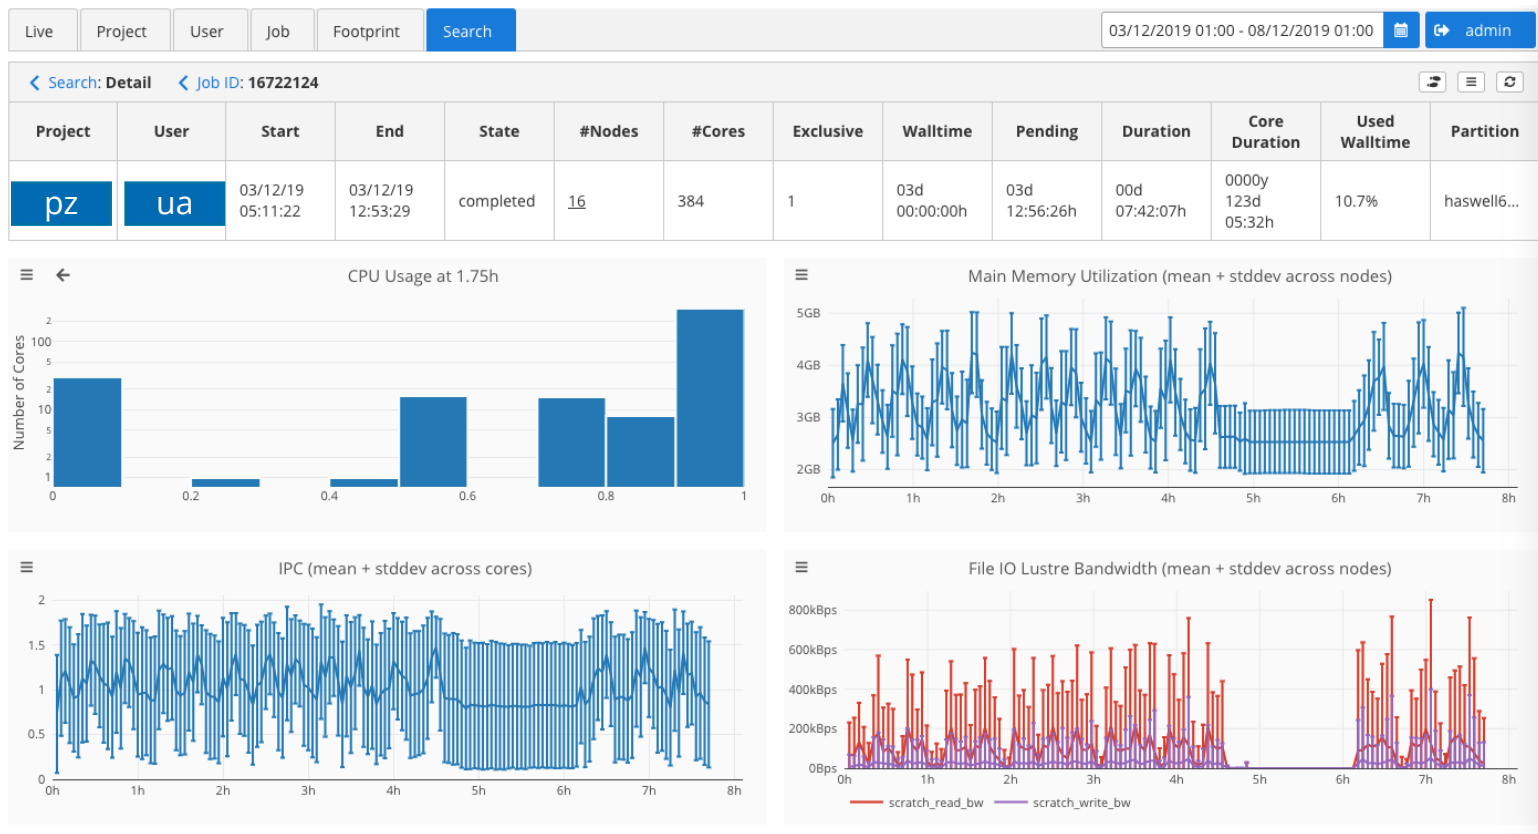 Live Project User Job Footprint Search 03/12/2019 01:00 - 08/12/2019 01:00 admin
Search: Detail Job ID: 16722124
Project User Start End State #Nodes #Cores Exclusive Walltime Pending Duration Core Duration Used Walltime Partition
pz ua 03/12/19 05:11:22 03/12/19 12:53:29 completed 16 384 1 03d 00:00:00h 03d 12:56:26h 00d 07:42:07h 0000y 123d 05:32h 10.7% haswell6...
CPU Usage at 1.75h
Number of Cores
2
100
5
2
10
5
2
1
0 0.2 0.4 0.6 0.8 1
Main Memory Utilization (mean + stddev across nodes)
5GB
4GB
3GB
2GB
0h 1h 2h 3h 4h 5h 6h 7h 8h
IPC (mean + stddev across cores)
2
1.5
1
0.5
0
0h 1h 2h 3h 4h 5h 6h 7h 8h
File IO Lustre Bandwidth (mean + stddev across nodes)
800kBps
600kBps
400kBps
200kBps
0Bps
0h 1h 2h 3h 4h 5h 6h 7h 8h
scratch_read_bw scratch_write_bw